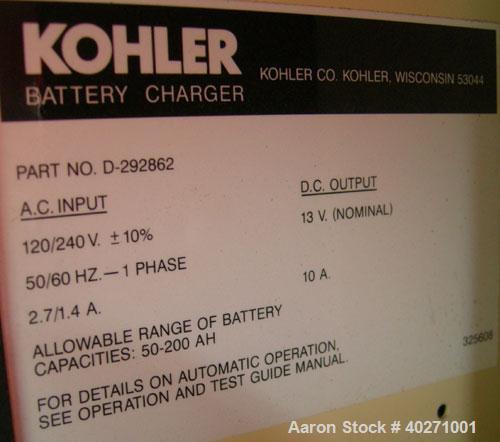 KOHLER
BATTERY CHARGER
KOHLER CO. KOHLER, WISCONSIN 53044
PART NO. D-292862
A.C. INPUT
120/240 V. ±10%
50/60 HZ.—1 PHASE
2.7/1.4 A.
D.C. OUTPUT
13 V. (NOMINAL)
10 A.
ALLOWABLE RANGE OF BATTERY
CAPACITIES: 50-200 AH
FOR DETAILS ON AUTOMATIC OPERATION,
SEE OPERATION AND TEST GUIDE MANUAL.
325608
Aaron Stock # 40271001